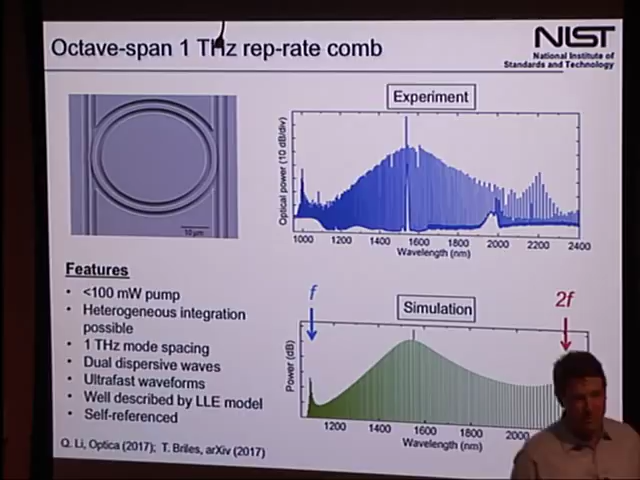 Octave-span 1 THz rep-rate comb
NIST
National Institute of
Standards and Technology
Experiment
Optical power (10 dB/div)
1000 1200 1400 1600 1800 2000 2200 2400
Wavelength (nm)
10 μm
Features
• <100 mW pump
• Heterogeneous integration
possible
• 1 THz mode spacing
• Dual dispersive waves
• Ultrafast waveforms
• Well described by LLE model
• Self-referenced
f
Simulation
2f
Power (dB)
1200 1400 1600 1800 2000
Wavelength (nm)
Q. Li, Optica (2017); T. Briles, arXiv (2017)